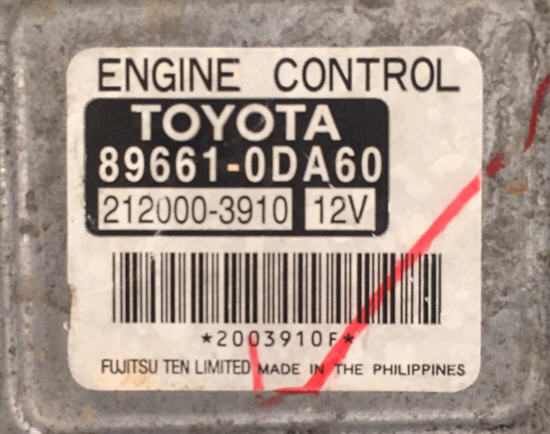 ENGINE CONTROL
TOYOTA
89661-0DA60
212000-3910 12V
*2003910F*
FUJITSU TEN LIMITED MADE IN THE PHILIPPINES